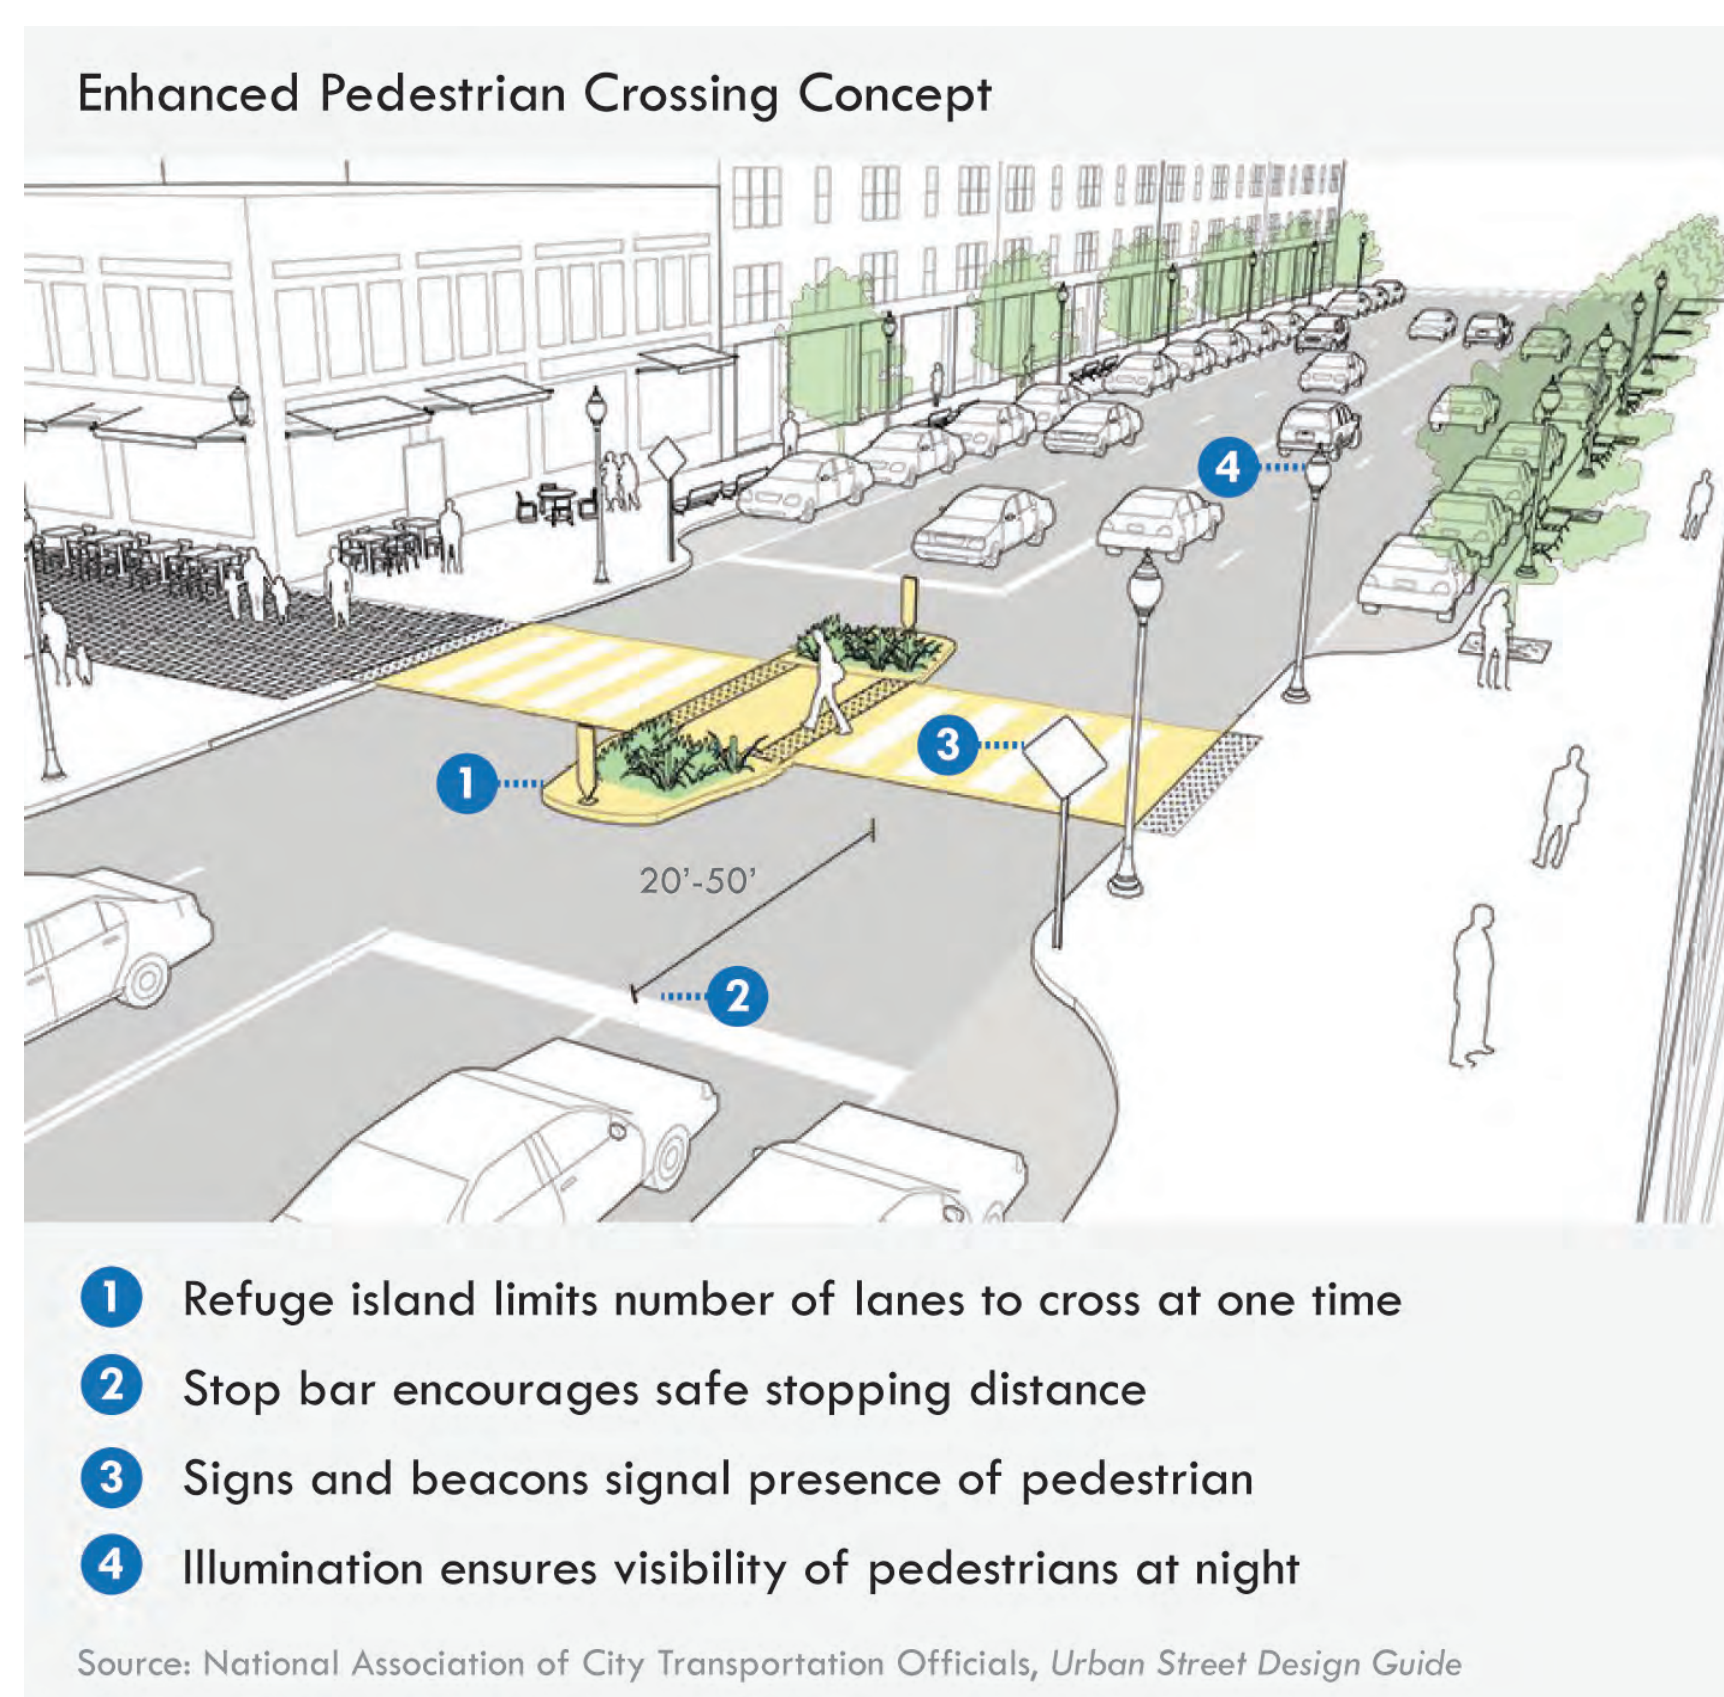 Enhanced Pedestrian Crossing Concept
4
3
1
20'-50'
2
1 Refuge island limits number of lanes to cross at one time
2 Stop bar encourages safe stopping distance
3 Signs and beacons signal presence of pedestrian
4 Illumination ensures visibility of pedestrians at night
Source: National Association of City Transportation Officials, Urban Street Design Guide